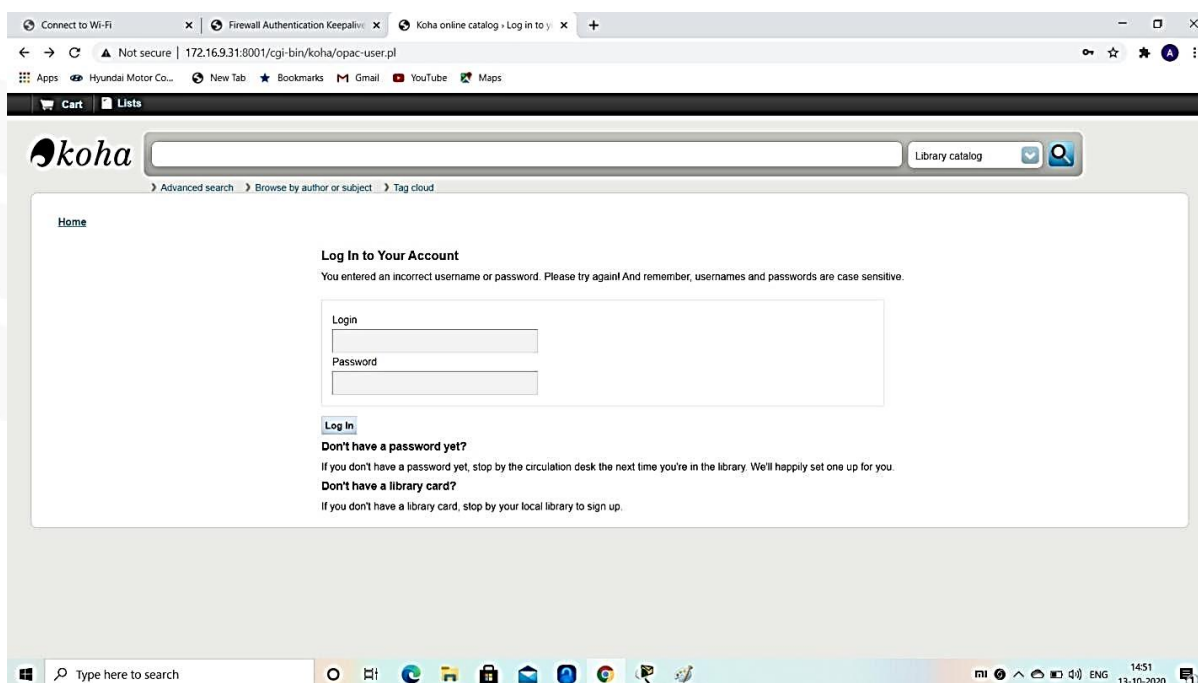 Connect to Wi-Fi
Firewall Authentication Keepalive
Koha online catalog › Log in to y
Not secure | 172.16.9.31:8001/cgi-bin/koha/opac-user.pl
A
Apps Hyundai Motor Co... New Tab Bookmarks Gmail YouTube Maps
Cart Lists
koha
Library catalog
Advanced search Browse by author or subject Tag cloud
Home
Log In to Your Account
You entered an incorrect username or password. Please try again! And remember, usernames and passwords are case sensitive.
Login
Password
Log In
Don't have a password yet?
If you don't have a password yet, stop by the circulation desk the next time you're in the library. We'll happily set one up for you.
Don't have a library card?
If you don't have a library card, stop by your local library to sign up.
Type here to search
ENG
14:51
13-10-2020